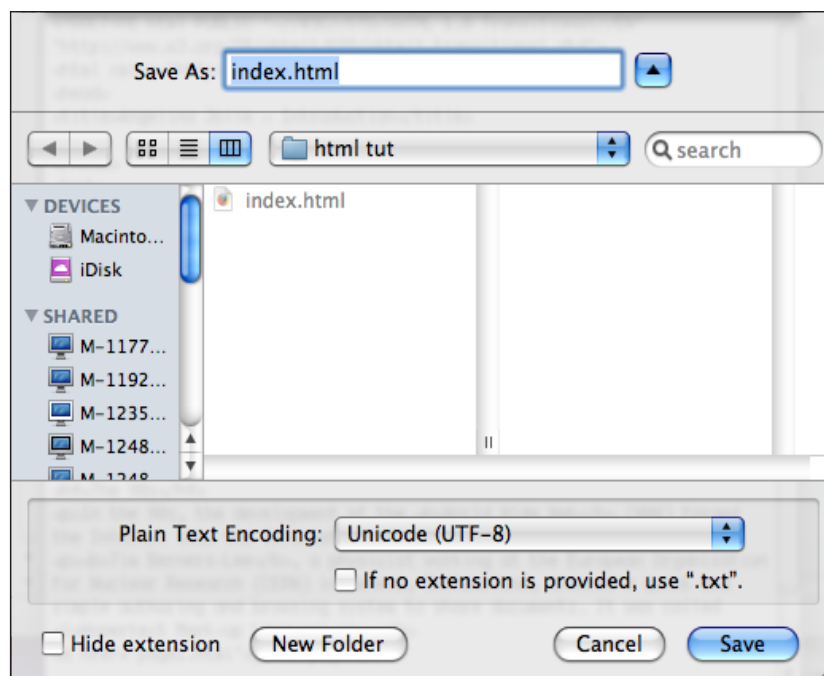 Save As: index.html
html tut
search
DEVICES
Macinto...
iDisk
SHARED
M-1177...
M-1192...
M-1235...
M-1248...
index.html
Plain Text Encoding: Unicode (UTF-8)
If no extension is provided, use “.txt”.
Hide extension New Folder Cancel Save